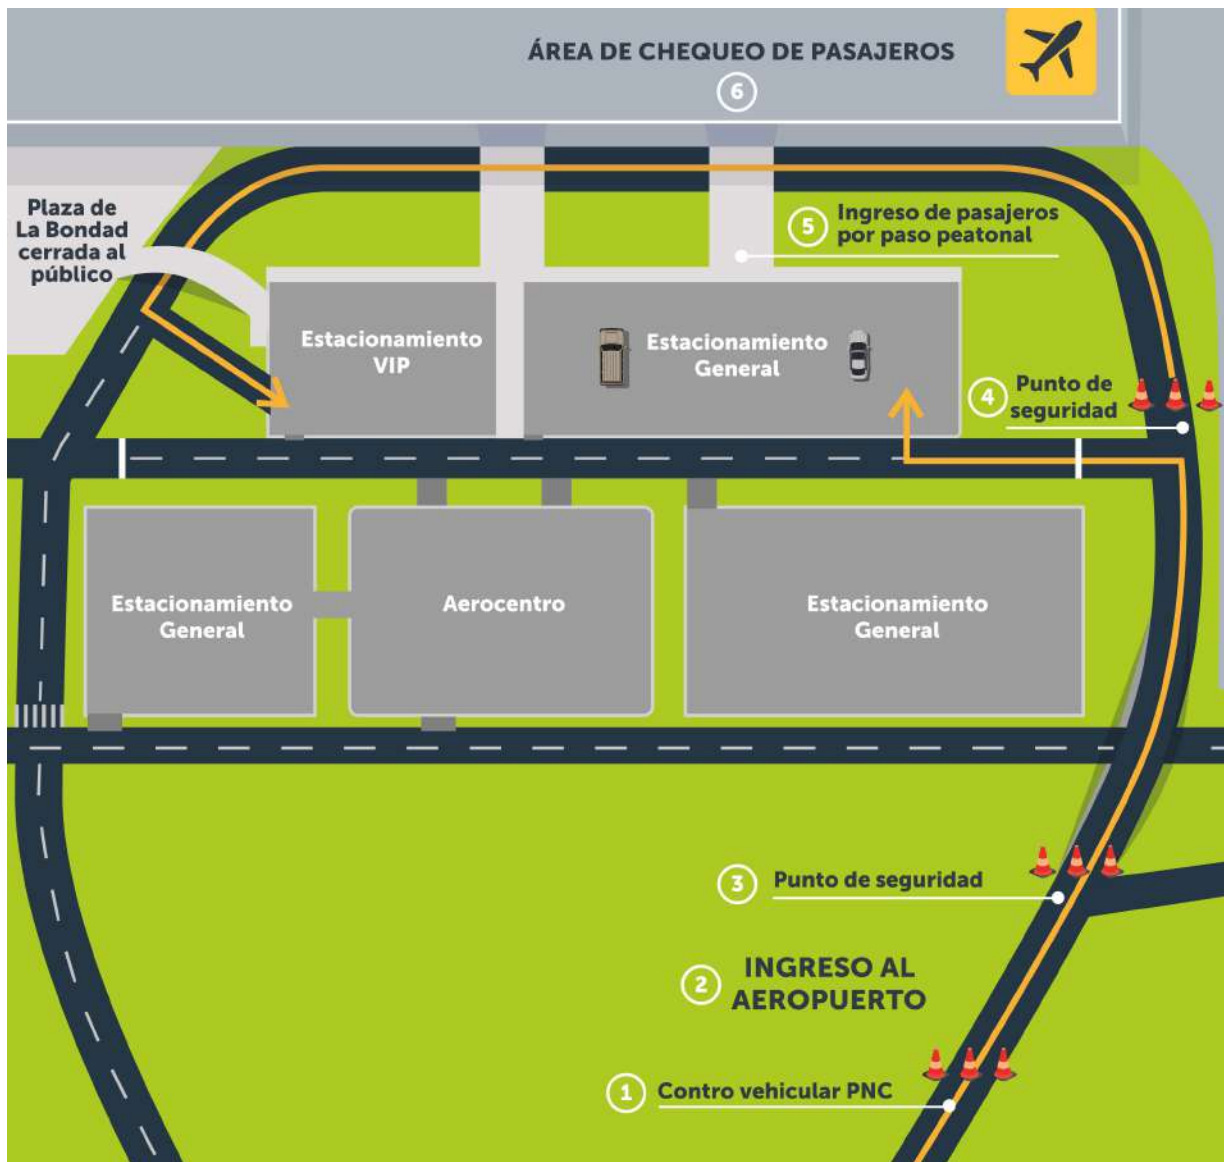 ÁREA DE CHEQUEO DE PASAJEROS
6
Plaza de
La Bondad
cerrada al
público
5
Ingreso de pasajeros
por paso peatonal
Estacionamiento
VIP
Estacionamiento
General
4
Punto de
seguridad
Estacionamiento
General
Aerocentro
Estacionamiento
General
3
Punto de seguridad
2
INGRESO AL
AEROPUERTO
1
Contro vehicular PNC